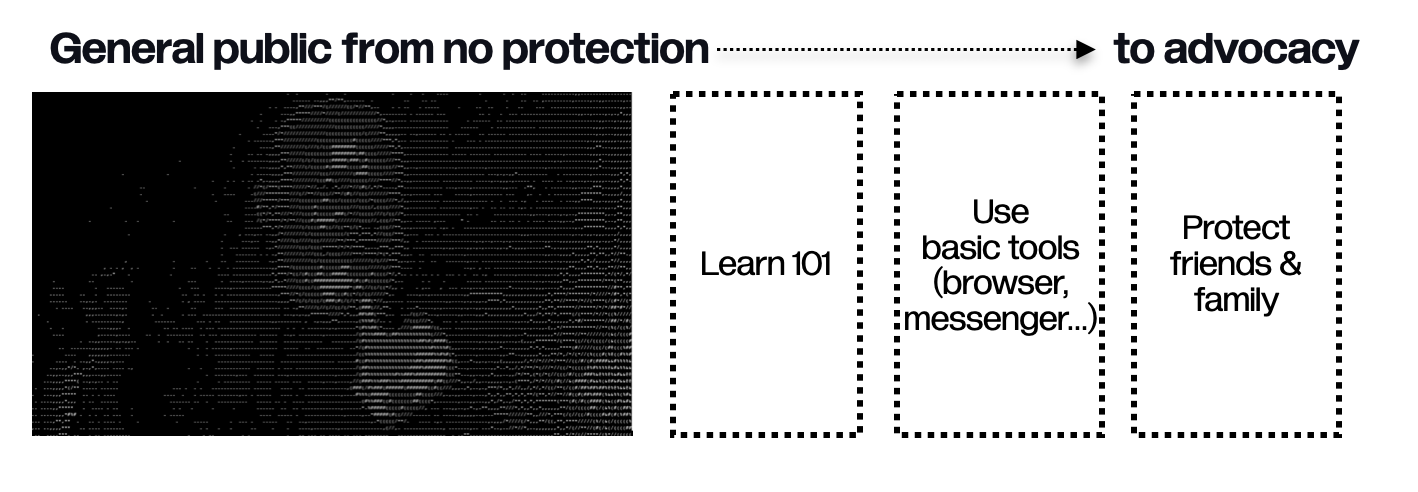 General public from no protection to advocacy
Learn 101
Use
basic tools
(browser,
messenger...)
Protect
friends &
family